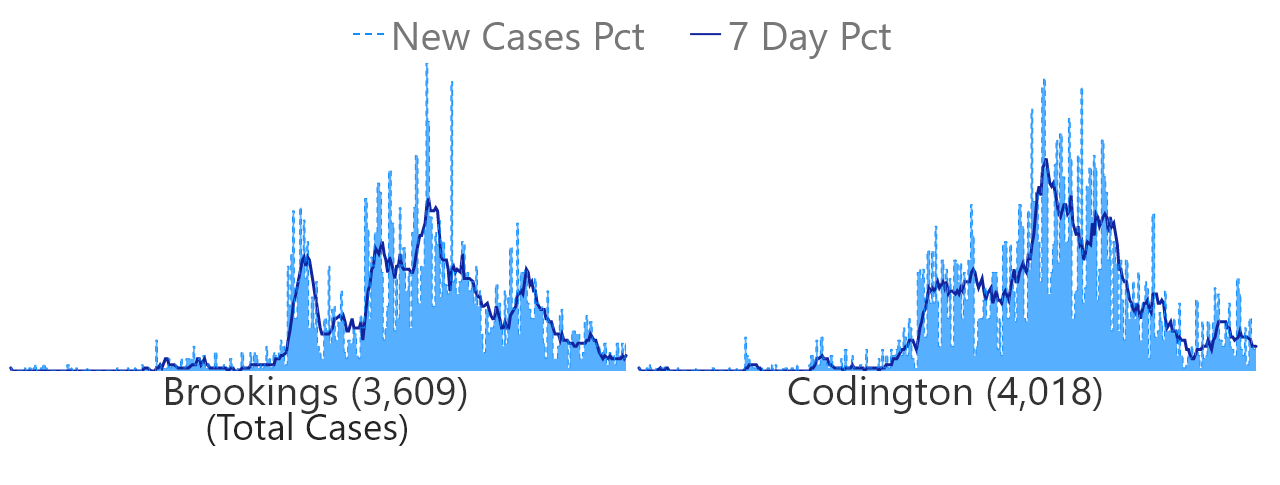 New Cases Pct 7 Day Pct
Brookings (3,609) Codington (4,018)
(Total Cases)